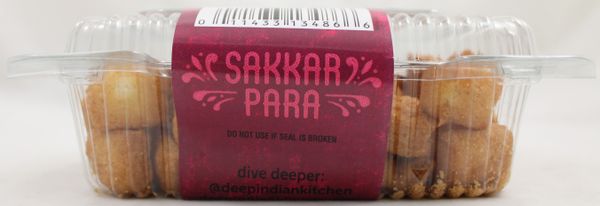 0 11433 13486 6
SAKKAR
PARA
DO NOT USE IF SEAL IS BROKEN
dive deeper:
@deepindiankitchen